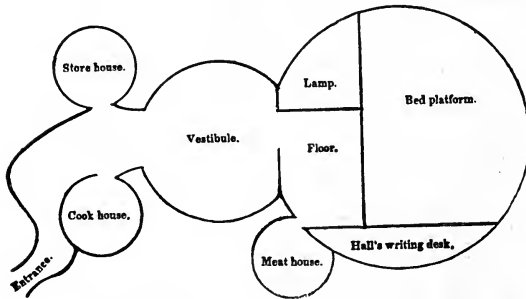 Store house.
Lamp.
Bed platform.
Vestibule.
Floor.
Cook house.
Hall's writing desk.
Meat house.
Entrance.